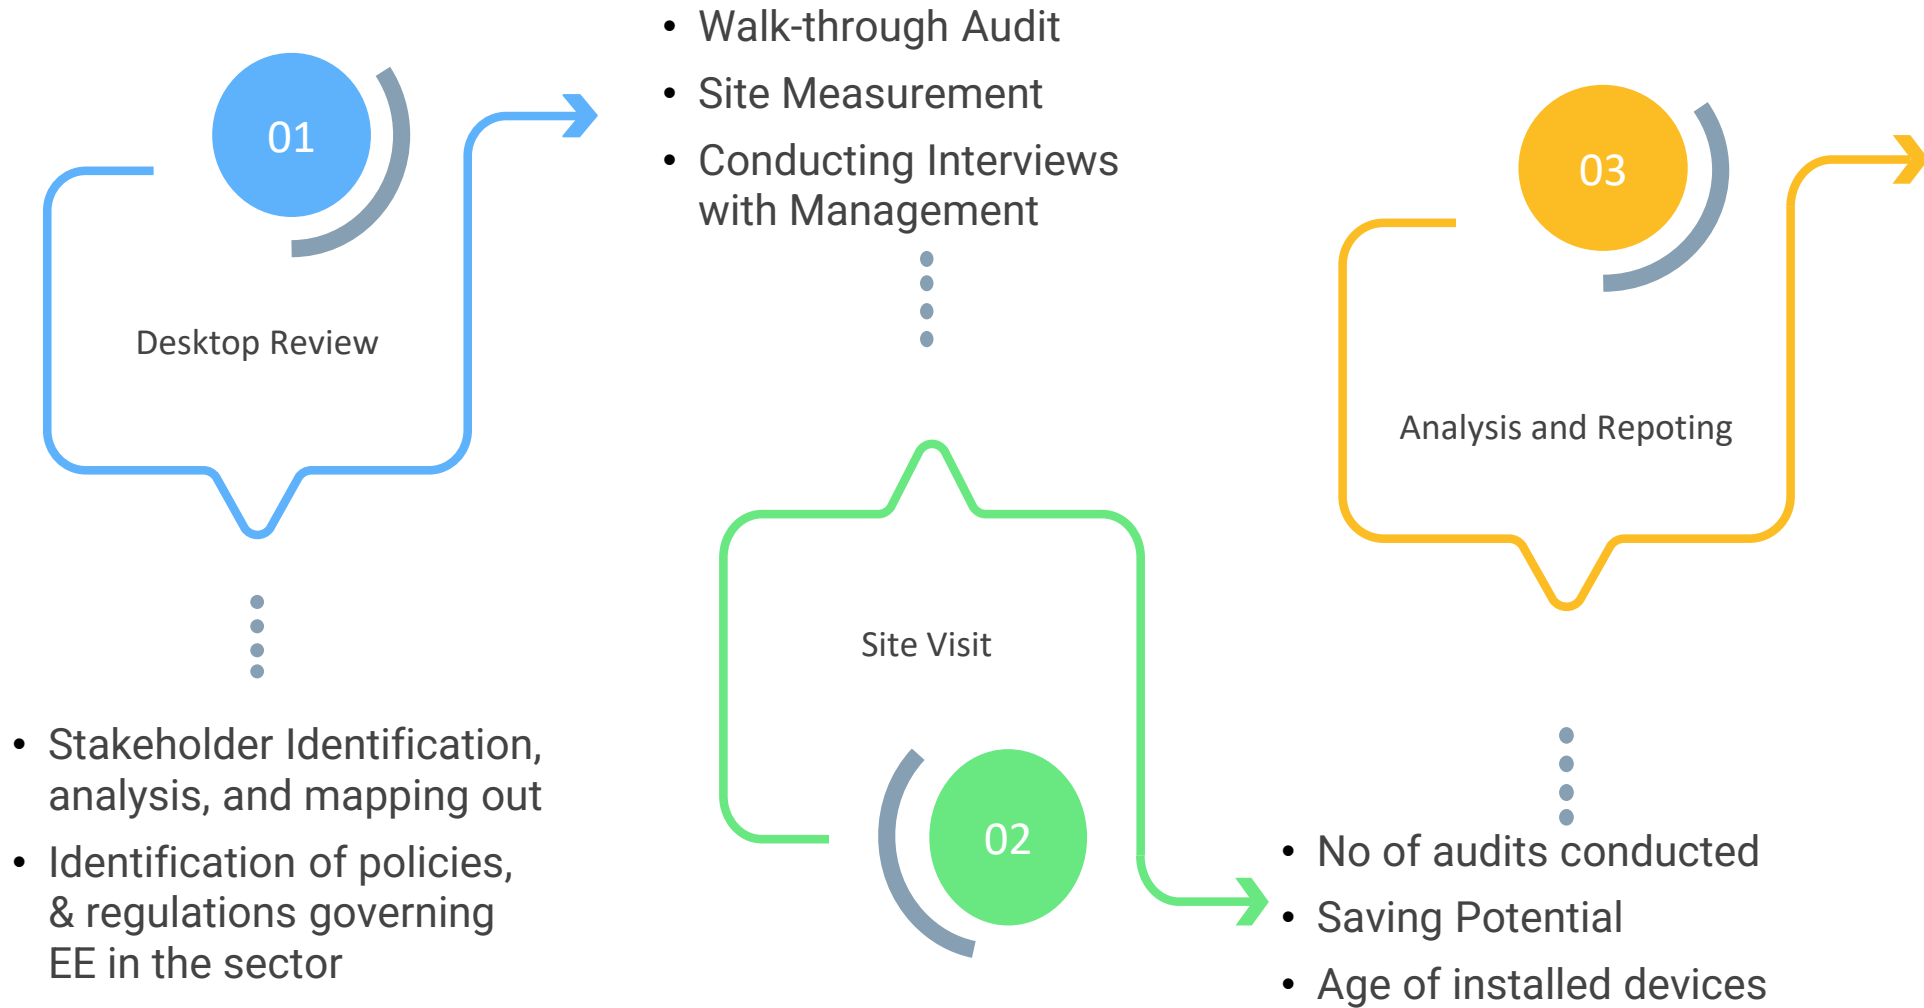 01
Desktop Review
• Stakeholder Identification,
analysis, and mapping out
• Identification of policies,
& regulations governing
EE in the sector
• Walk-through Audit
• Site Measurement
• Conducting Interviews
with Management
Site Visit
02
03
Analysis and Repoting
• No of audits conducted
• Saving Potential
• Age of installed devices